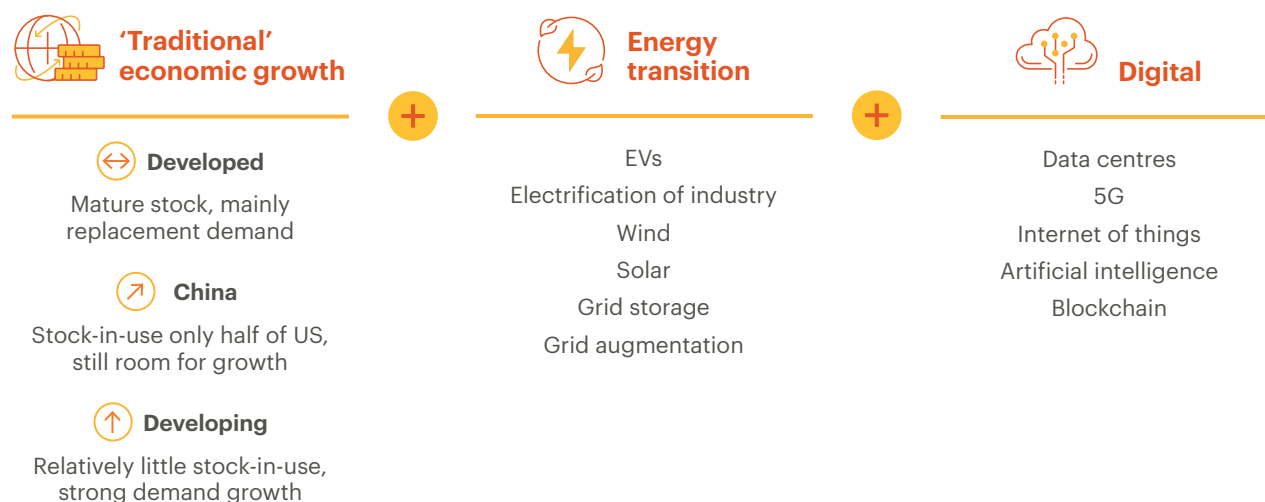 ‘Traditional’
economic growth
Developed
Mature stock, mainly
replacement demand
China
Stock-in-use only half of US,
still room for growth
Developing
Relatively little stock-in-use,
strong demand growth
+
Energy
transition
EVs
Electrification of industry
Wind
Solar
Grid storage
Grid augmentation
+
Digital
Data centres
5G
Internet of things
Artificial intelligence
Blockchain